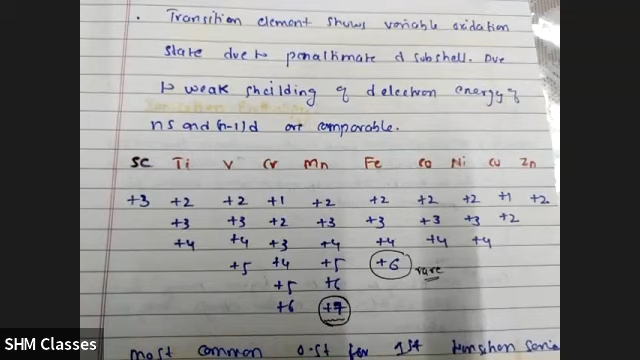 . Transition element shows variable oxidation
state due to penaltimate d subshell. Due
to weak sheilding of d electron energy of
ns and (n-1)d are comparable.
SC Ti V Cr Mn Fe Co Ni Cu Zn
+3 +2 +2 +1 +2 +2 +2 +2 +1 +2
+3 +3 +2 +3 +3 +3 +3 +2
+4 +4 +3 +4 +4 +4 +4
+5 +4 +5 +6 rare
+5 +6
+6 +7
most common o.st for 1st transition series
SHM Classes